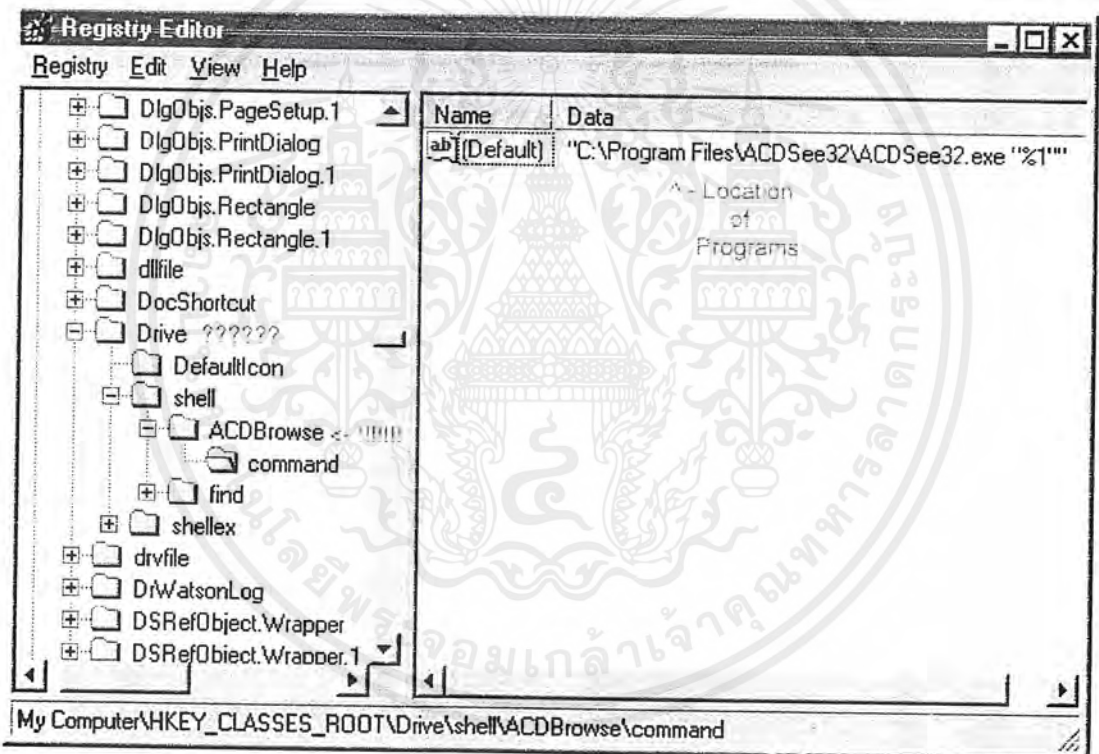 Registry Editor
Registry Edit View Help
DlgObjs.PageSetup.1
DlgObjs.PrintDialog
DlgObjs.PrintDialog.1
DlgObjs.Rectangle
DlgObjs.Rectangle.1
dllfile
DocShortcut
Drive ??????
DefaultIcon
shell
ACDBrowse <- !!!!!!
command
find
shellex
drvfile
DrWatsonLog
DSRefObject.Wrapper
DSRefObject.Wrapper.1
Name Data
ab (Default) "C:\Program Files\ACDSee32\ACDSee32.exe "%1""
^ - Location
of
Programs
My Computer\HKEY_CLASSES_ROOT\Drive\shell\ACDBrowse\command